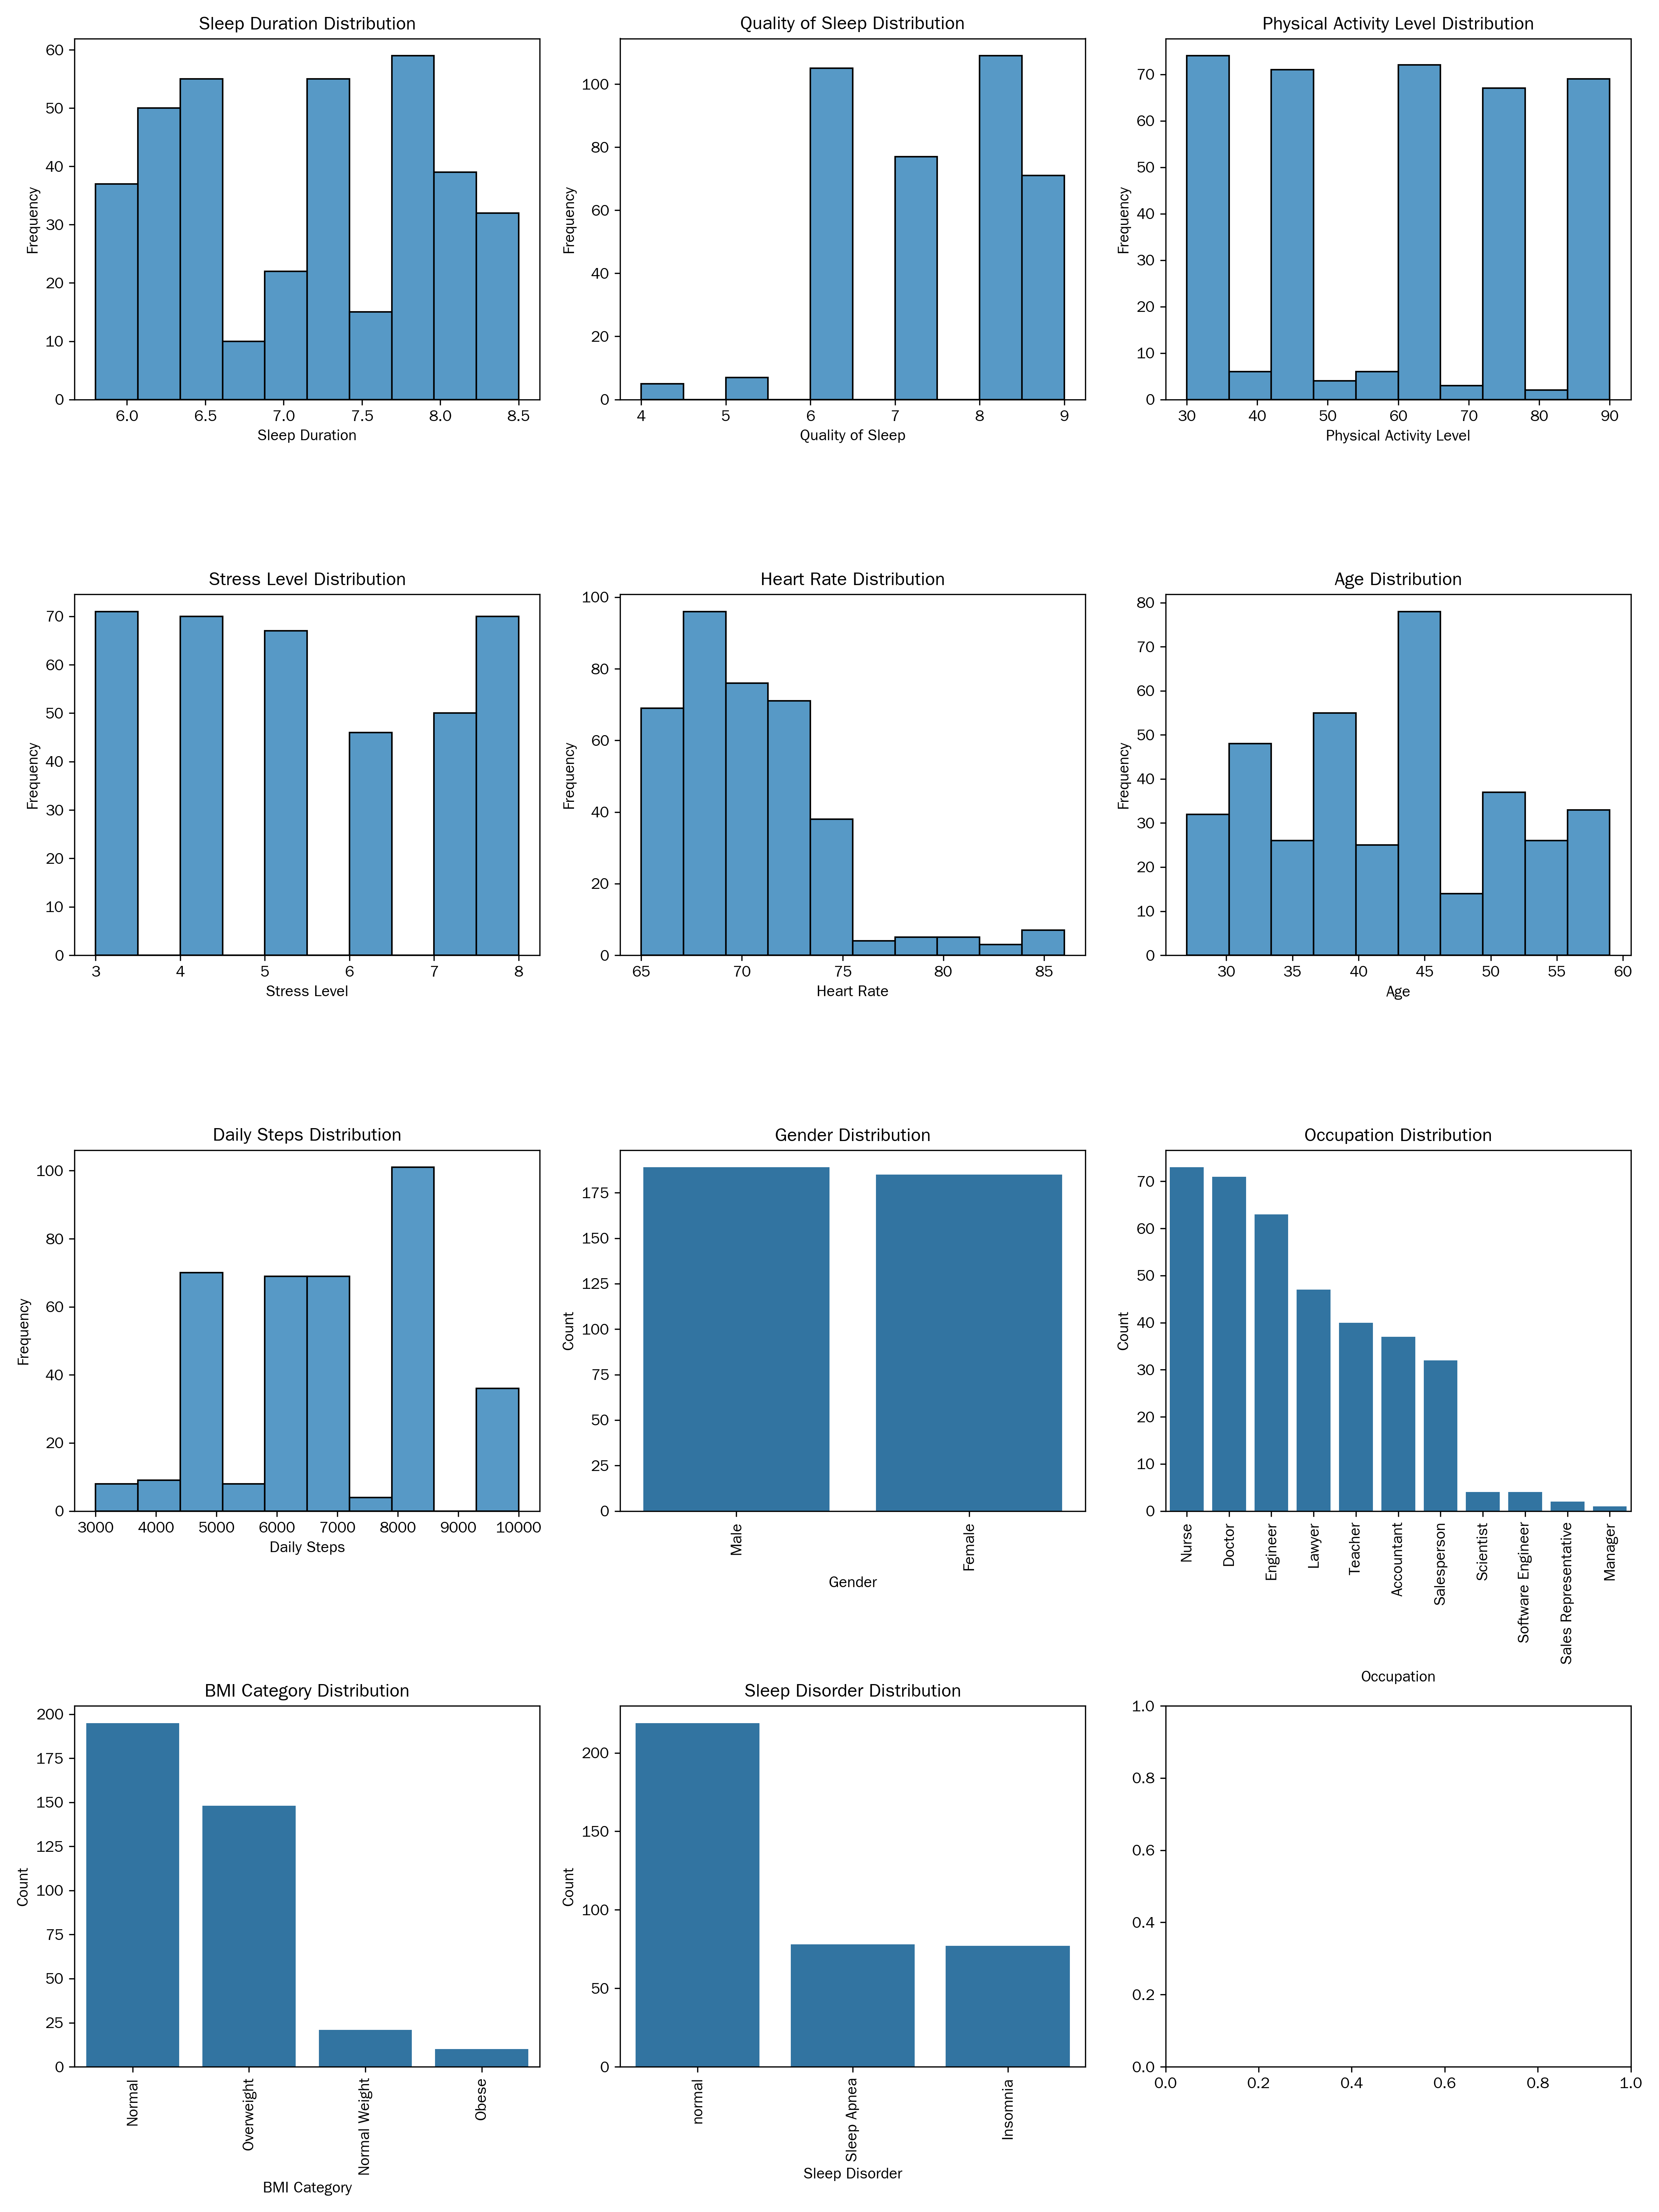 Sleep Duration Distribution
Frequency
60
50
40
30
20
10
0
6.0 6.5 7.0 7.5 8.0 8.5
Sleep Duration
Quality of Sleep Distribution
Frequency
100
80
60
40
20
0
4 5 6 7 8 9
Quality of Sleep
Physical Activity Level Distribution
Frequency
70
60
50
40
30
20
10
0
30 40 50 60 70 80 90
Physical Activity Level
Stress Level Distribution
Frequency
70
60
50
40
30
20
10
0
3 4 5 6 7 8
Stress Level
Heart Rate Distribution
Frequency
100
80
60
40
20
0
65 70 75 80 85
Heart Rate
Age Distribution
Frequency
80
70
60
50
40
30
20
10
0
30 35 40 45 50 55 60
Age
Daily Steps Distribution
Frequency
100
80
60
40
20
0
3000 4000 5000 6000 7000 8000 9000 10000
Daily Steps
Gender Distribution
Count
175
150
125
100
75
50
25
0
Male
Female
Gender
Occupation Distribution
Count
70
60
50
40
30
20
10
0
Nurse
Doctor
Engineer
Lawyer
Teacher
Accountant
Salesperson
Scientist
Software Engineer
Sales Representative
Manager
Occupation
BMI Category Distribution
Count
200
175
150
125
100
75
50
25
0
Normal
Overweight
Normal Weight
Obese
BMI Category
Sleep Disorder Distribution
Count
200
150
100
50
0
normal
Sleep Apnea
Insomnia
Sleep Disorder
1.0
0.8
0.6
0.4
0.2
0.0
0.0 0.2 0.4 0.6 0.8 1.0